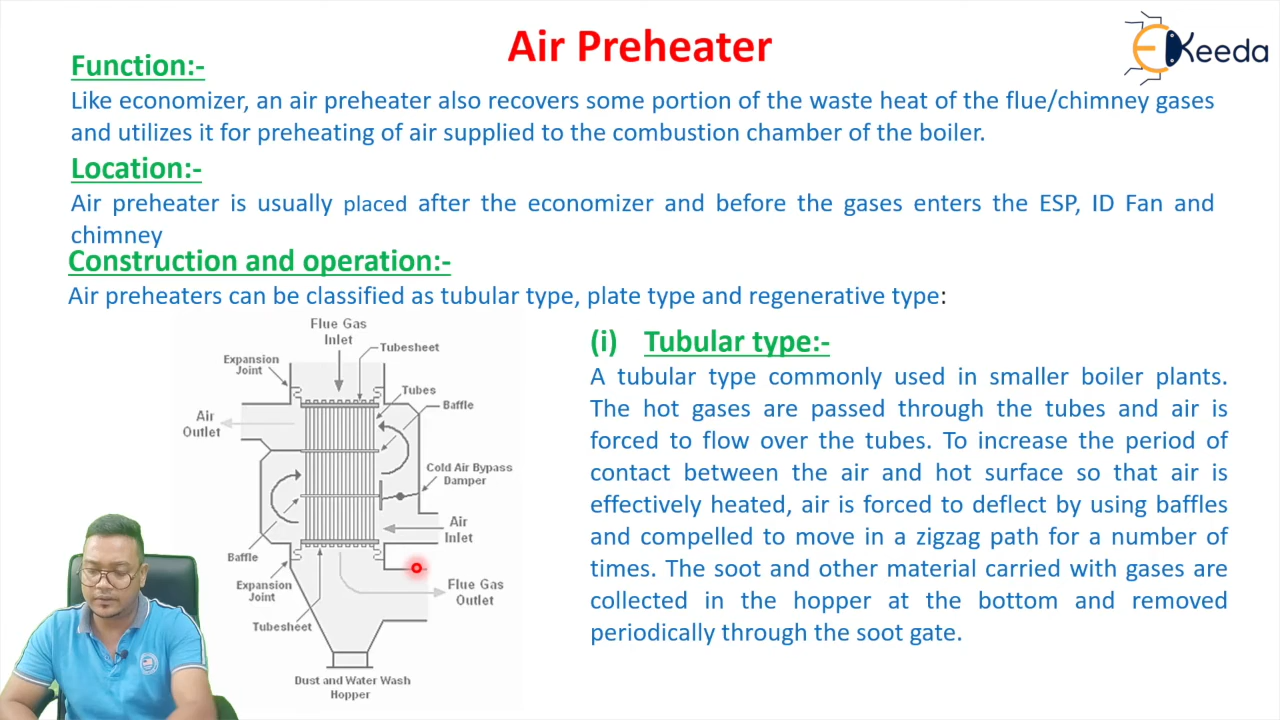 Air Preheater
EKeeda
Function:-
Like economizer, an air preheater also recovers some portion of the waste heat of the flue/chimney gases
and utilizes it for preheating of air supplied to the combustion chamber of the boiler.
Location:-
Air preheater is usually placed after the economizer and before the gases enters the ESP, ID Fan and
chimney
Construction and operation:-
Air preheaters can be classified as tubular type, plate type and regenerative type:
Flue Gas
Inlet
Tubesheet
Expansion
Joint
Tubes
Baffle
Air
Outlet
Cold Air Bypass
Damper
Air
Inlet
Baffle
Expansion
Joint
Flue Gas
Outlet
Tubesheet
Dust and Water Wash
Hopper
(i) Tubular type:-
A tubular type commonly used in smaller boiler plants.
The hot gases are passed through the tubes and air is
forced to flow over the tubes. To increase the period of
contact between the air and hot surface so that air is
effectively heated, air is forced to deflect by using baffles
and compelled to move in a zigzag path for a number of
times. The soot and other material carried with gases are
collected in the hopper at the bottom and removed
periodically through the soot gate.